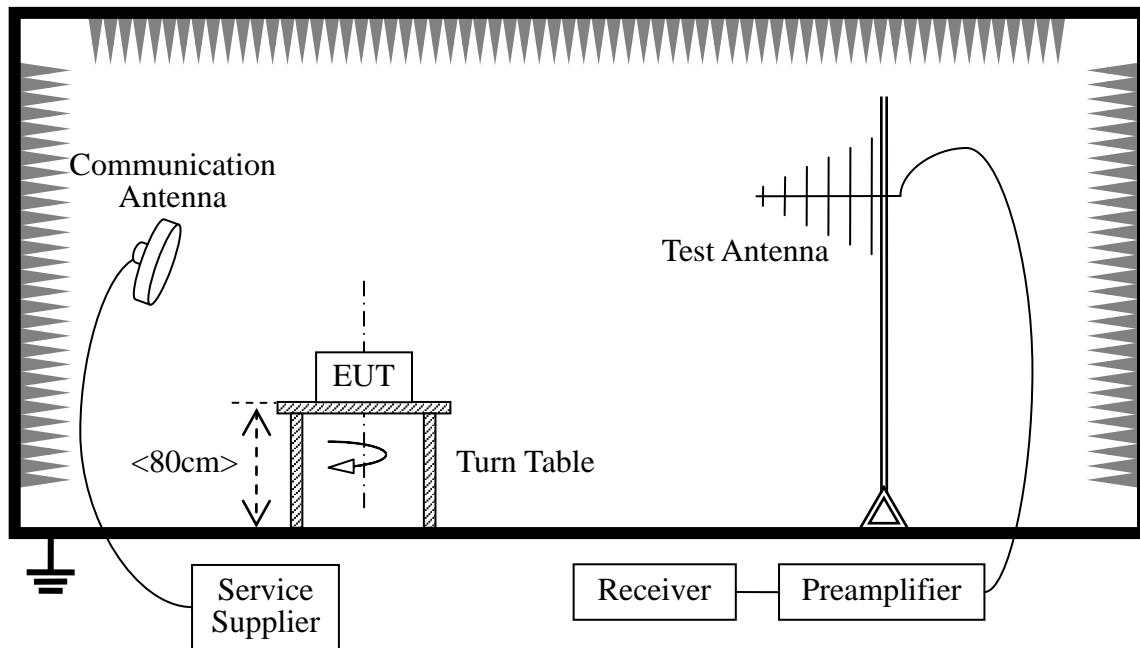 Communication
Antenna
Test Antenna
EUT
<80cm>
Turn Table
Service
Supplier
Receiver
Preamplifier